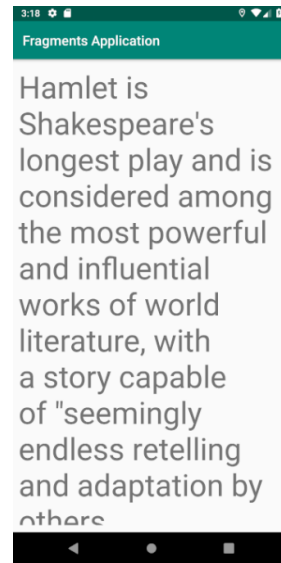 3:18
Fragments Application
Hamlet is
Shakespeare's
longest play and is
considered among
the most powerful
and influential
works of world
literature, with
a story capable
of "seemingly
endless retelling
and adaptation by
others